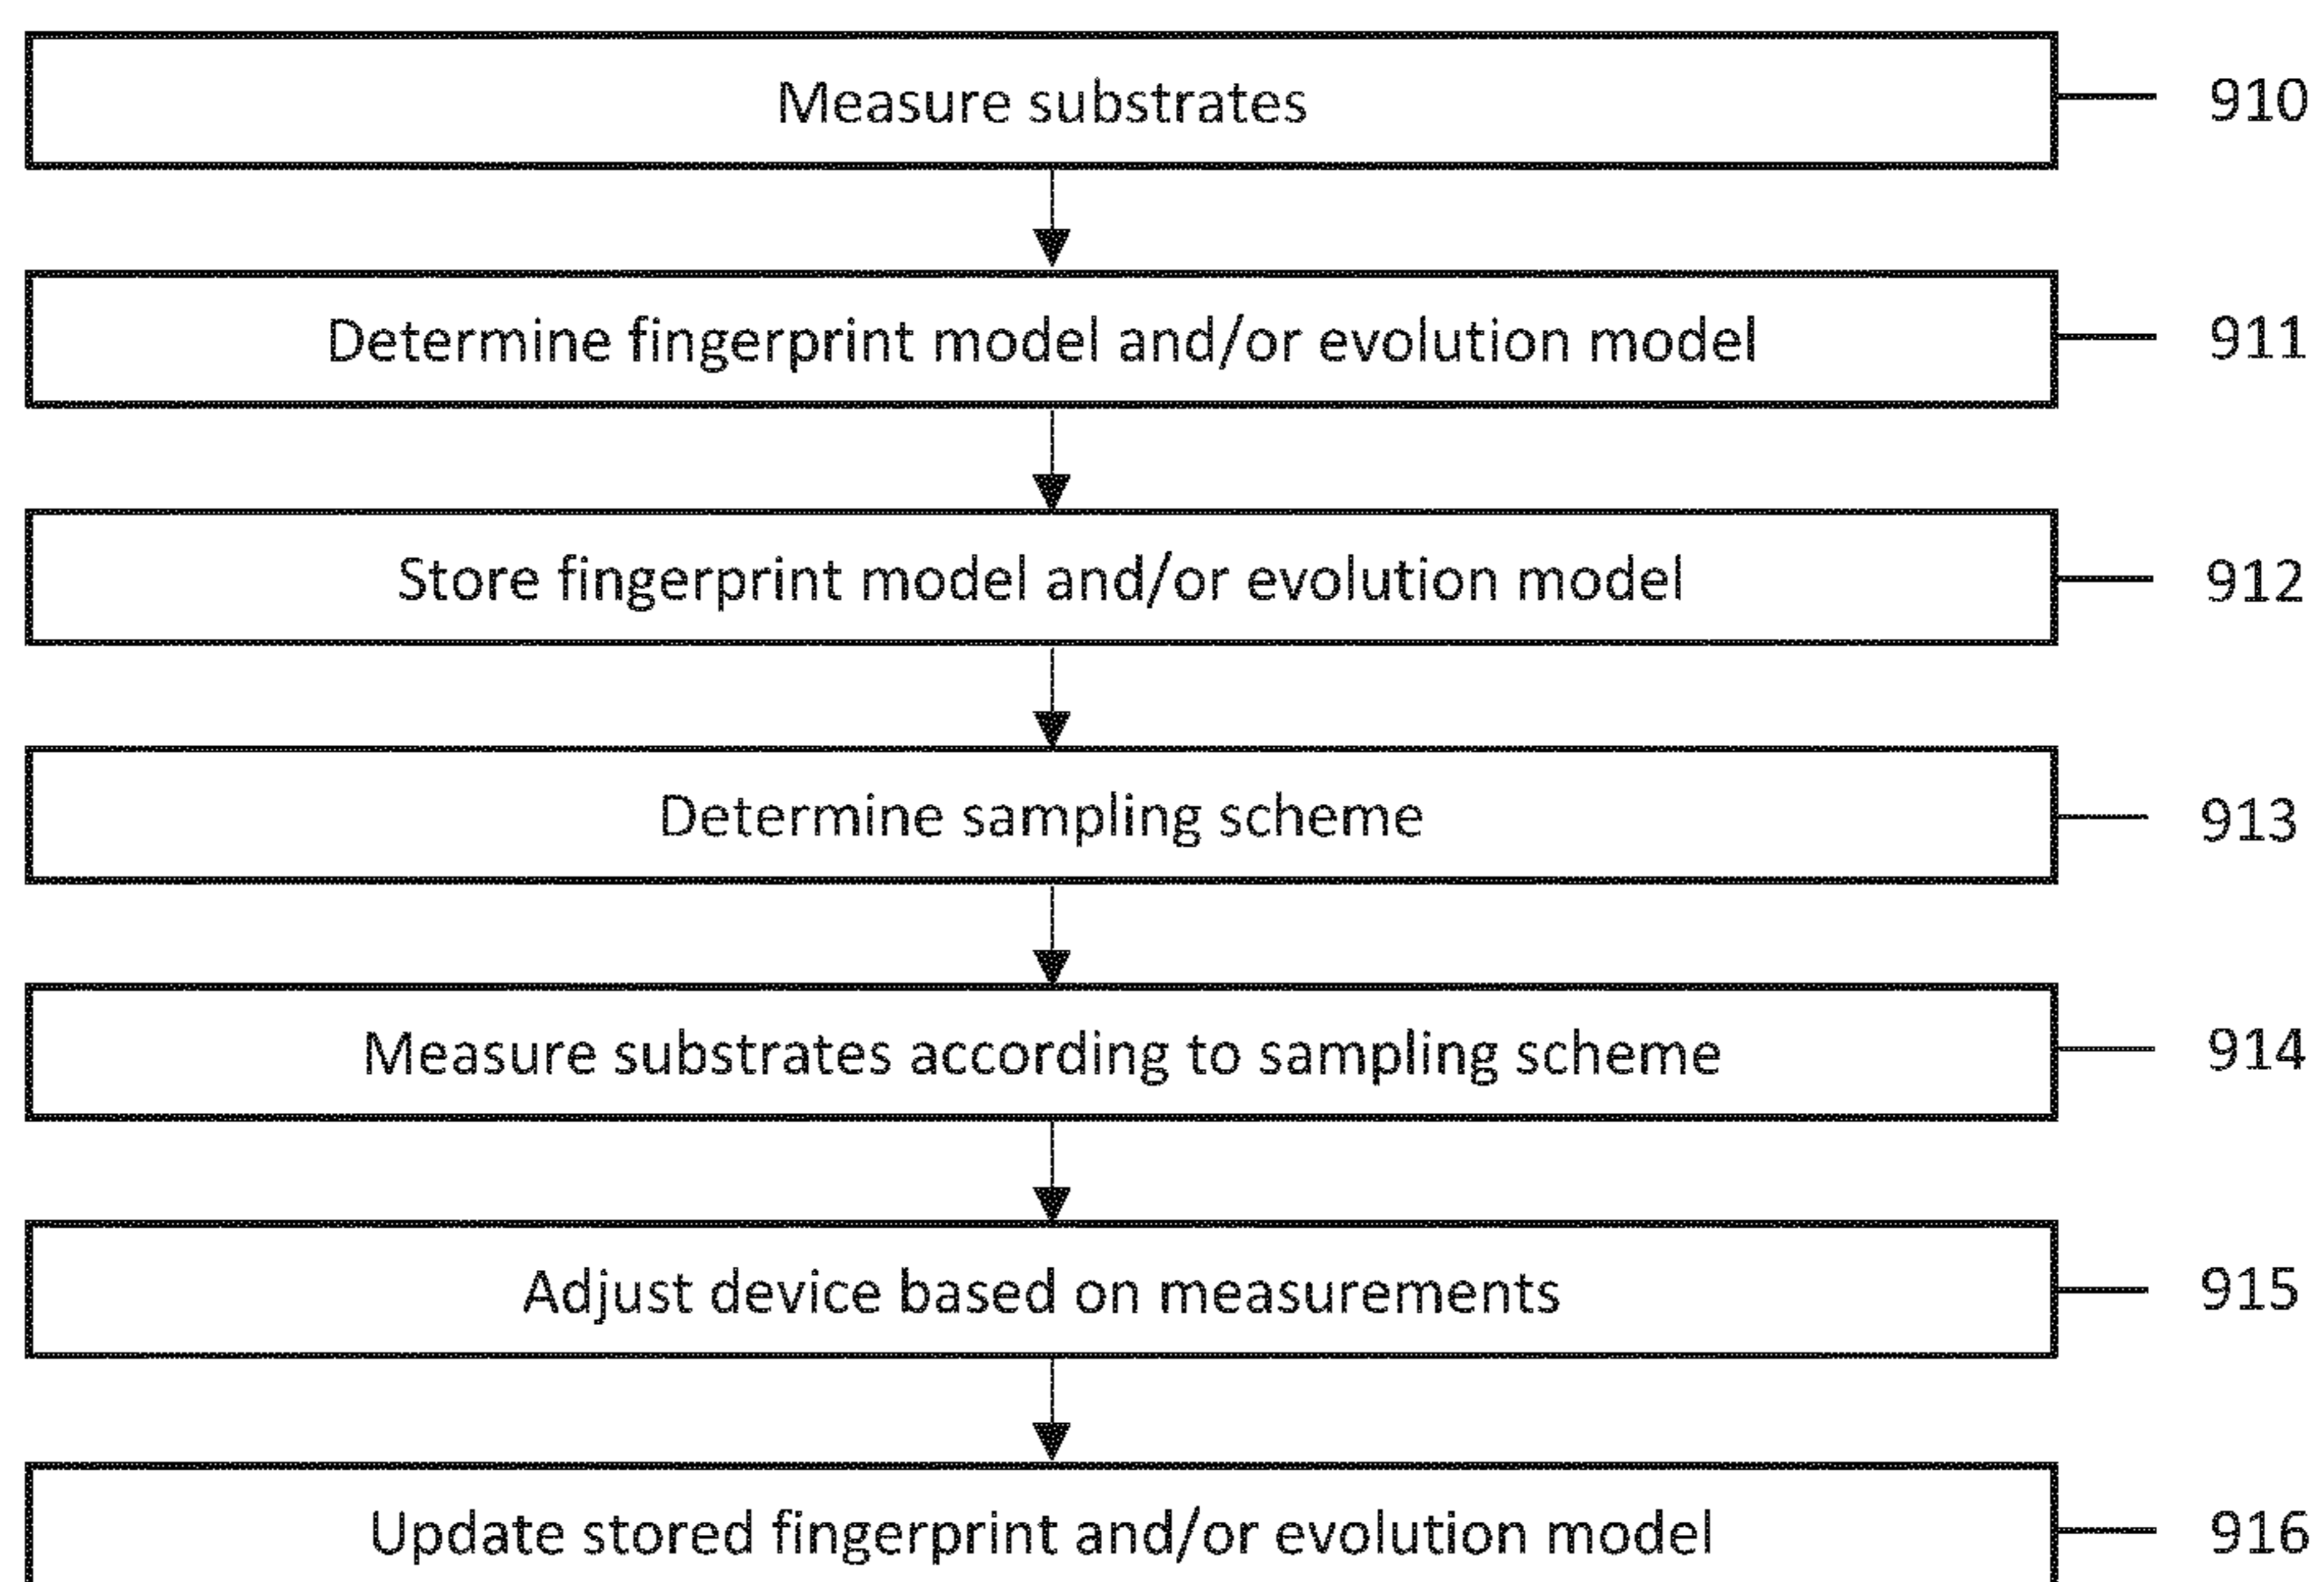 Measure substrates 910
Determine fingerprint model and/or evolution model 911
Store fingerprint model and/or evolution model 912
Determine sampling scheme 913
Measure substrates according to sampling scheme 914
Adjust device based on measurements 915
Update stored fingerprint and/or evolution model 916